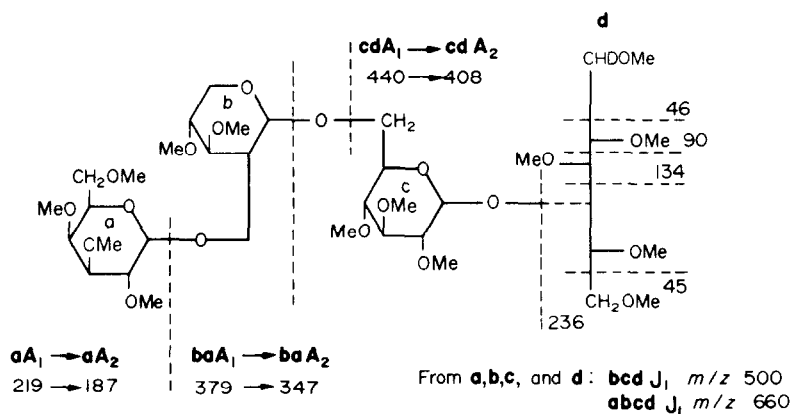 d
cdA₁ → cd A₂
440 → 408
CHDOMe
b
O
46
O
CH₂
OMe
OMe
90
MeO
MeO
134
CH₂OMe
O
c
O
MeO
O
OMe
O
a
O
MeO
CMe
OMe
OMe
OMe
45
CH₂OMe
236
aA₁ → aA₂
baA₁ → baA₂
219 → 187
379 → 347
From a,b,c, and d : bcd J₁ m/z 500
abcd J₁ m/z 660